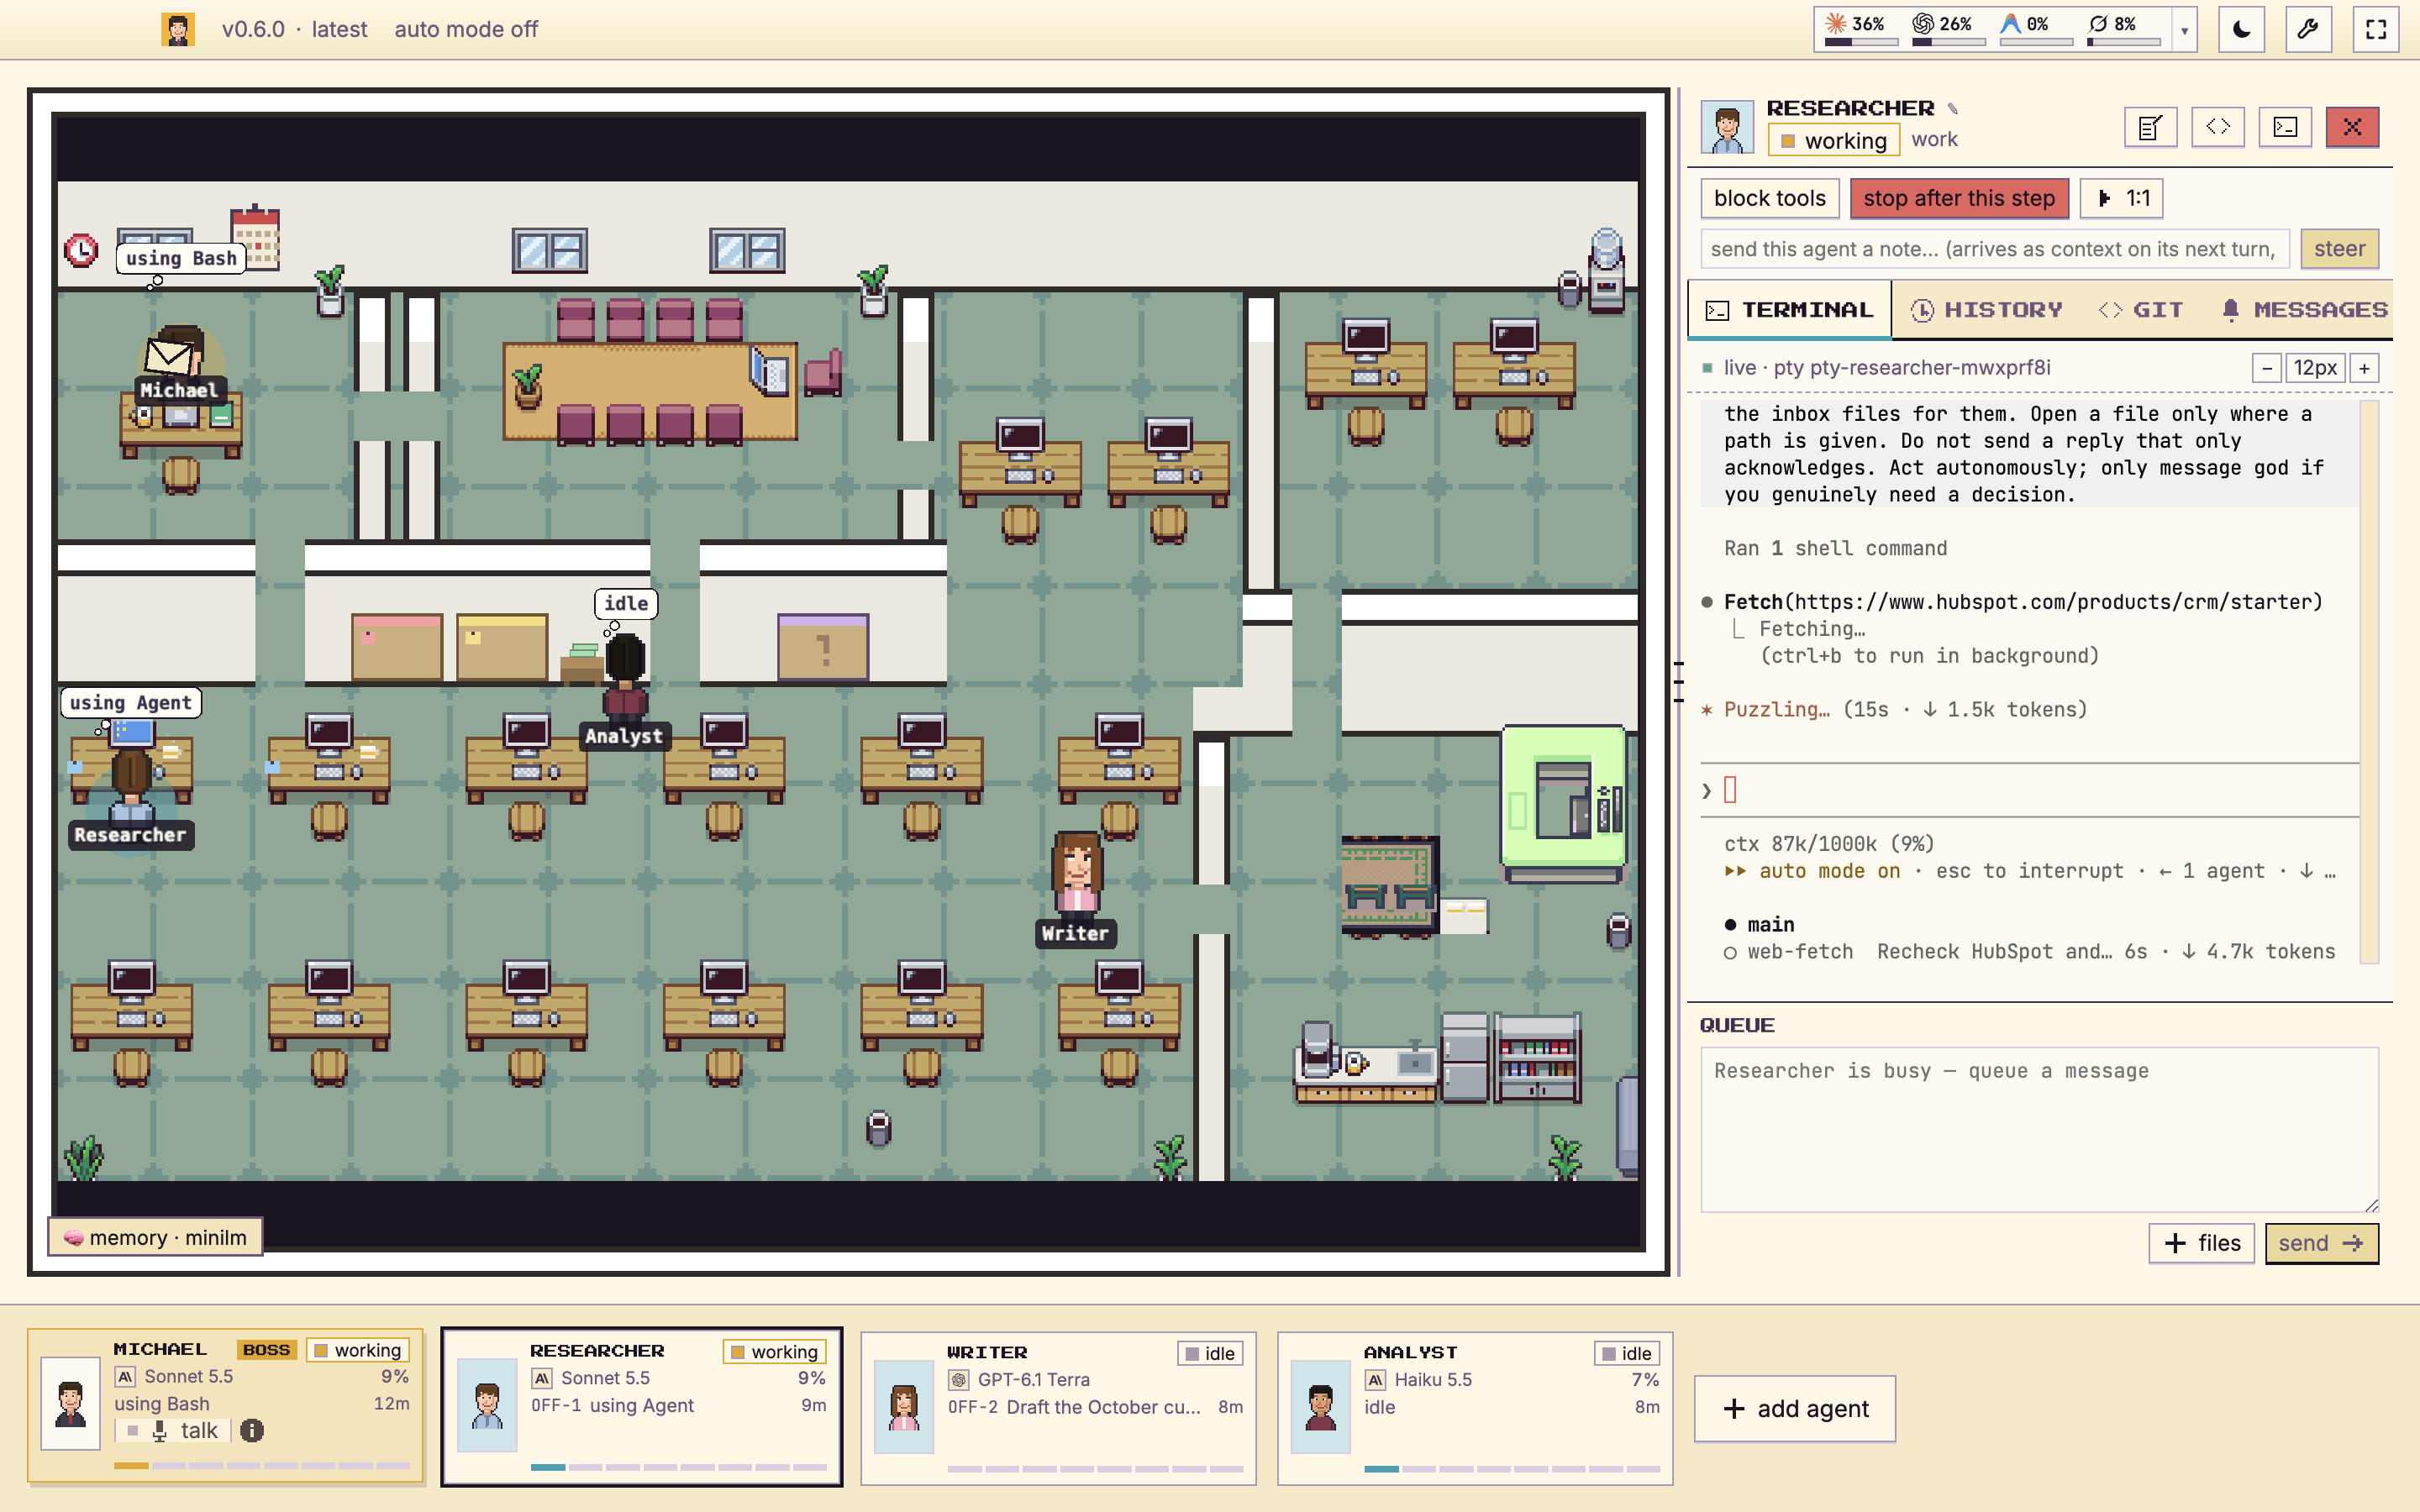 v0.6.0 · latest auto mode off
36% 26% 0% 8%
using Bash
Michael
idle
Analyst
using Agent
Researcher
Writer
memory · minilm
RESEARCHER
working work
block tools stop after this step 1:1
send this agent a note... (arrives as context on its next turn,
steer
TERMINAL HISTORY GIT MESSAGES
live · pty pty-researcher-mwxprf8i
− 12px +
the inbox files for them. Open a file only where a
path is given. Do not send a reply that only
acknowledges. Act autonomously; only message god if
you genuinely need a decision.
Ran 1 shell command
● Fetch(https://www.hubspot.com/products/crm/starter)
⎿ Fetching…
(ctrl+b to run in background)
✶ Puzzling… (15s · ↓ 1.5k tokens)
❯
ctx 87k/1000k (9%)
⏵⏵ auto mode on · esc to interrupt · ← 1 agent · ↓ …
● main
○ web-fetch Recheck HubSpot and… 6s · ↓ 4.7k tokens
QUEUE
Researcher is busy — queue a message
+ files send →
MICHAEL BOSS working
Sonnet 5.5 9%
using Bash 12m
talk
RESEARCHER working
Sonnet 5.5 9%
OFF-1 using Agent 9m
WRITER idle
GPT-6.1 Terra
OFF-2 Draft the October cu... 8m
ANALYST idle
Haiku 5.5 7%
idle 8m
+ add agent